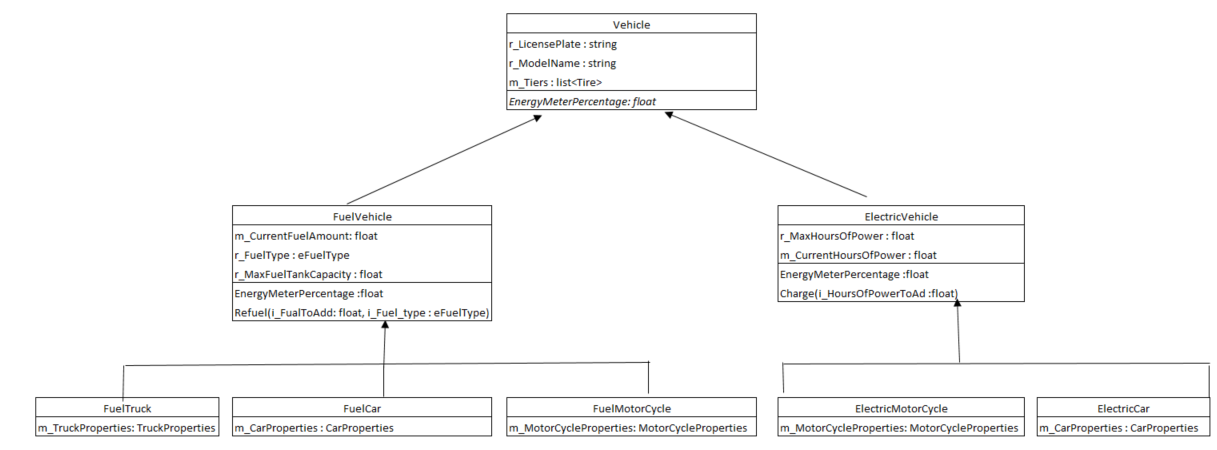 Vehicle
r_LicensePlate : string
r_ModelName : string
m_Tiers : list<Tire>
EnergyMeterPercentage: float
FuelVehicle
m_CurrentFuelAmount: float
r_FuelType : eFuelType
r_MaxFuelTankCapacity : float
EnergyMeterPercentage :float
Refuel(i_FualToAdd: float, i_Fuel_type : eFuelType)
ElectricVehicle
r_MaxHoursOfPower : float
m_CurrentHoursOfPower : float
EnergyMeterPercentage :float
Charge(i_HoursOfPowerToAd :float)
FuelTruck
m_TruckProperties: TruckProperties
FuelCar
m_CarProperties : CarProperties
FuelMotorCycle
m_MotorCycleProperties: MotorCycleProperties
ElectricMotorCycle
m_MotorCycleProperties: MotorCycleProperties
ElectricCar
m_CarProperties : CarProperties